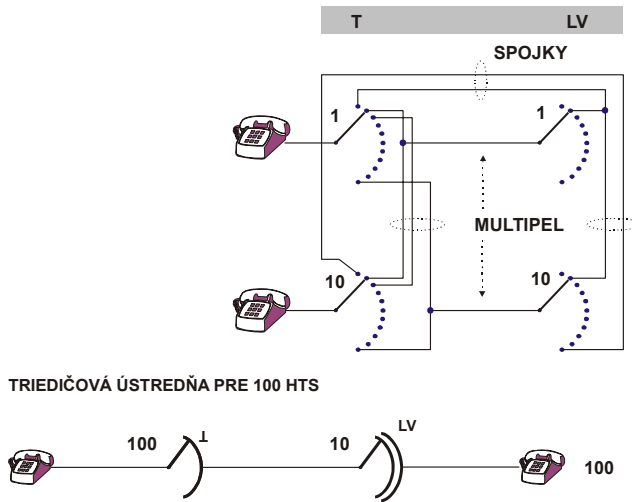 T LV
SPOJKY
1 1
MULTIPEL
10 10
TRIEDIČOVÁ ÚSTREDŇA PRE 100 HTS
100 T 10 LV
100